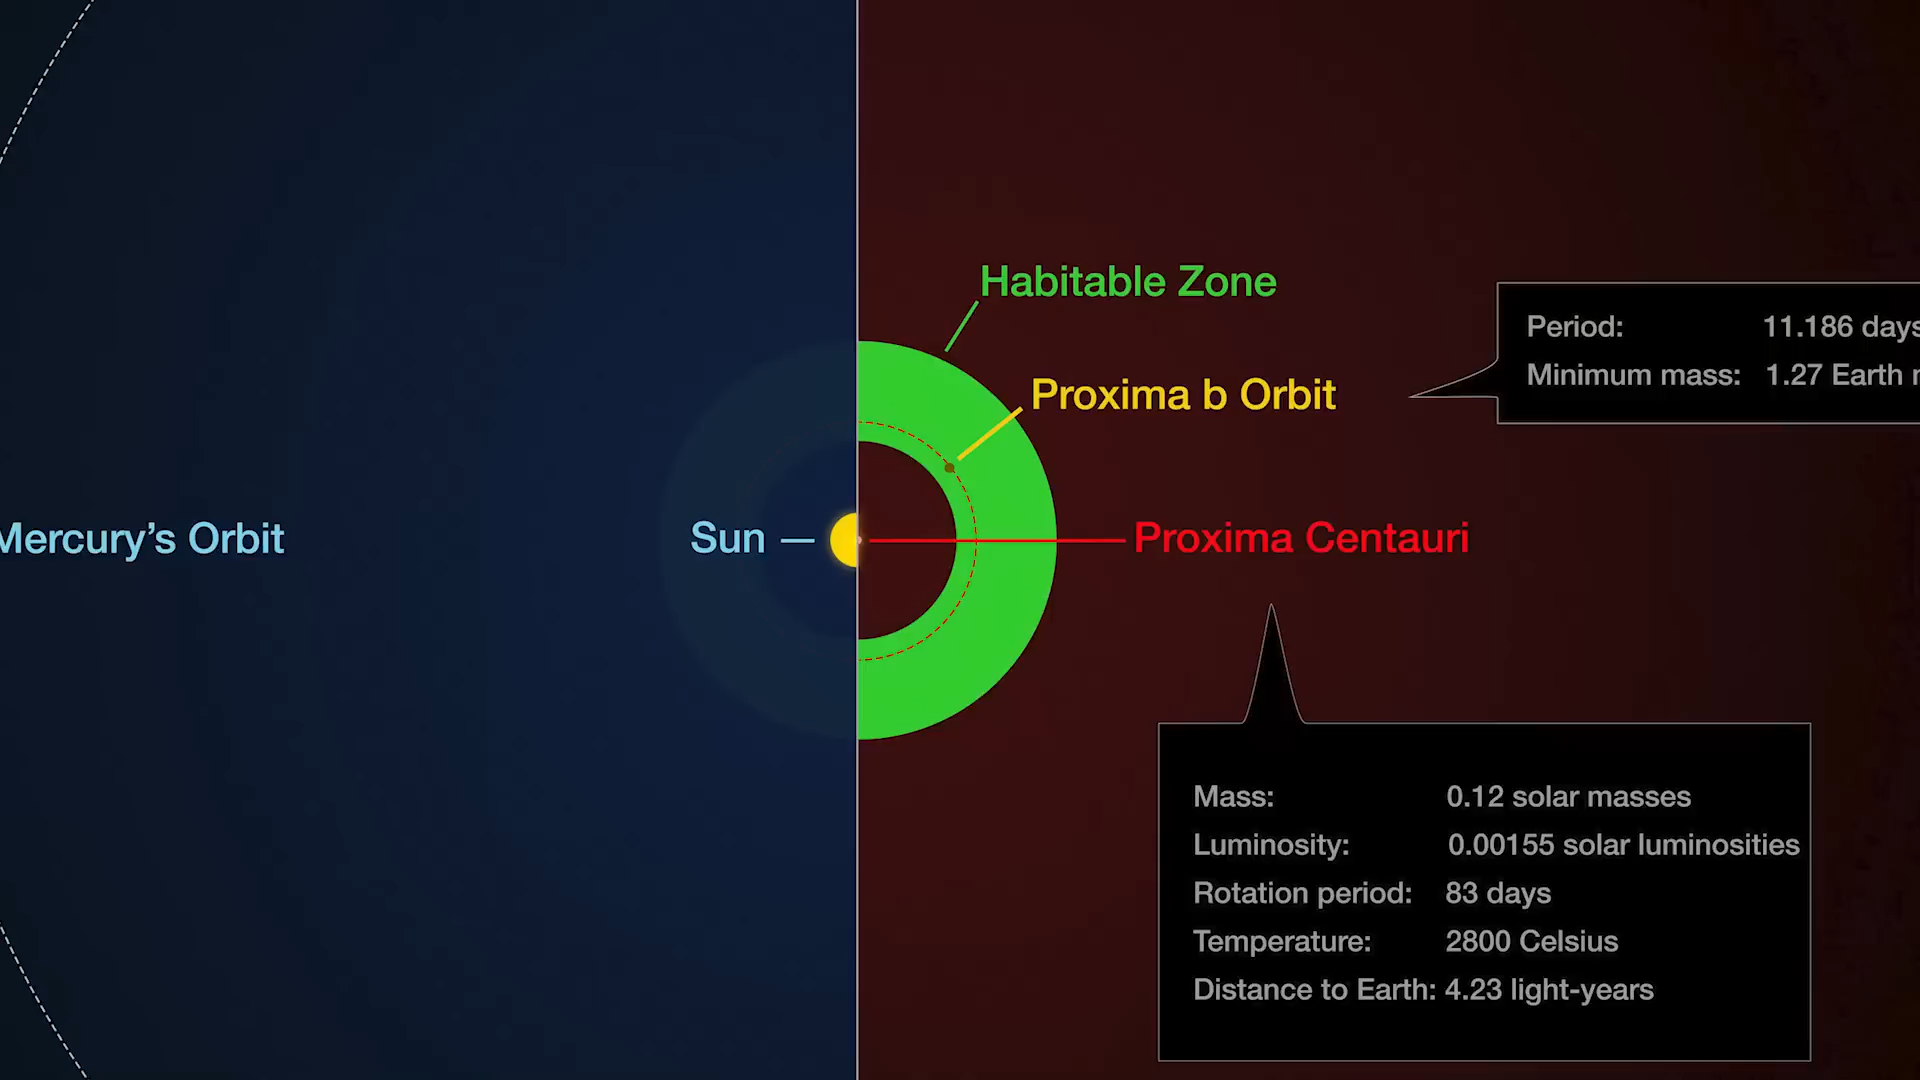 Habitable Zone
Period: 11.186 days
Proxima b Orbit
Minimum mass: 1.27 Earth
Mercury's Orbit
Sun
Proxima Centauri
Mass: 0.12 solar masses
Luminosity: 0.00155 solar luminosities
Rotation period: 83 days
Temperature: 2800 Celsius
Distance to Earth: 4.23 light-years